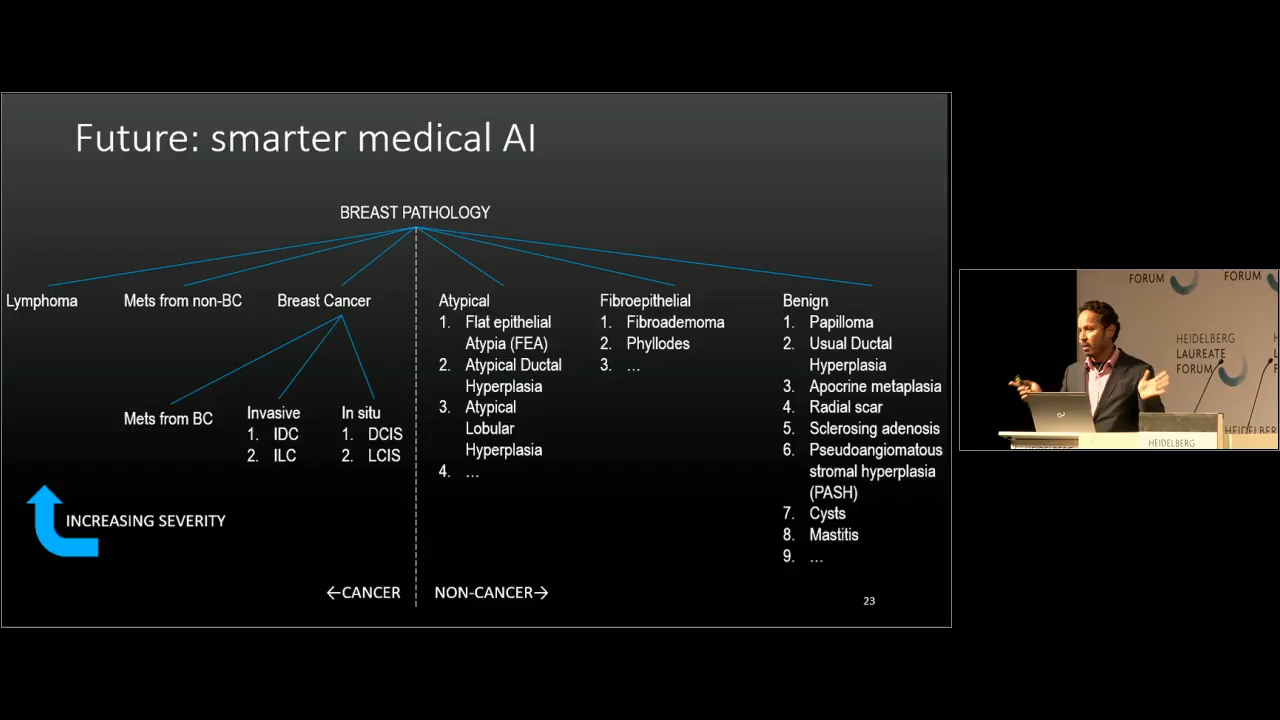 Future: smarter medical AI
BREAST PATHOLOGY
Lymphoma
Mets from non-BC
Breast Cancer
Mets from BC
Invasive
1. IDC
2. ILC
In situ
1. DCIS
2. LCIS
Atypical
1. Flat epithelial
Atypia (FEA)
2. Atypical Ductal
Hyperplasia
3. Atypical
Lobular
Hyperplasia
4. …
Fibroepithelial
1. Fibroademoma
2. Phyllodes
3. …
Benign
1. Papilloma
2. Usual Ductal
Hyperplasia
3. Apocrine metaplasia
4. Radial scar
5. Sclerosing adenosis
6. Pseudoangiomatous
stromal hyperplasia
(PASH)
7. Cysts
8. Mastitis
9. …
INCREASING SEVERITY
←CANCER
NON-CANCER→
23
FORUM
FORUM
HEIDELBERG
LAUREATE
FORUM
HEIDELBER
HEIDELBERG